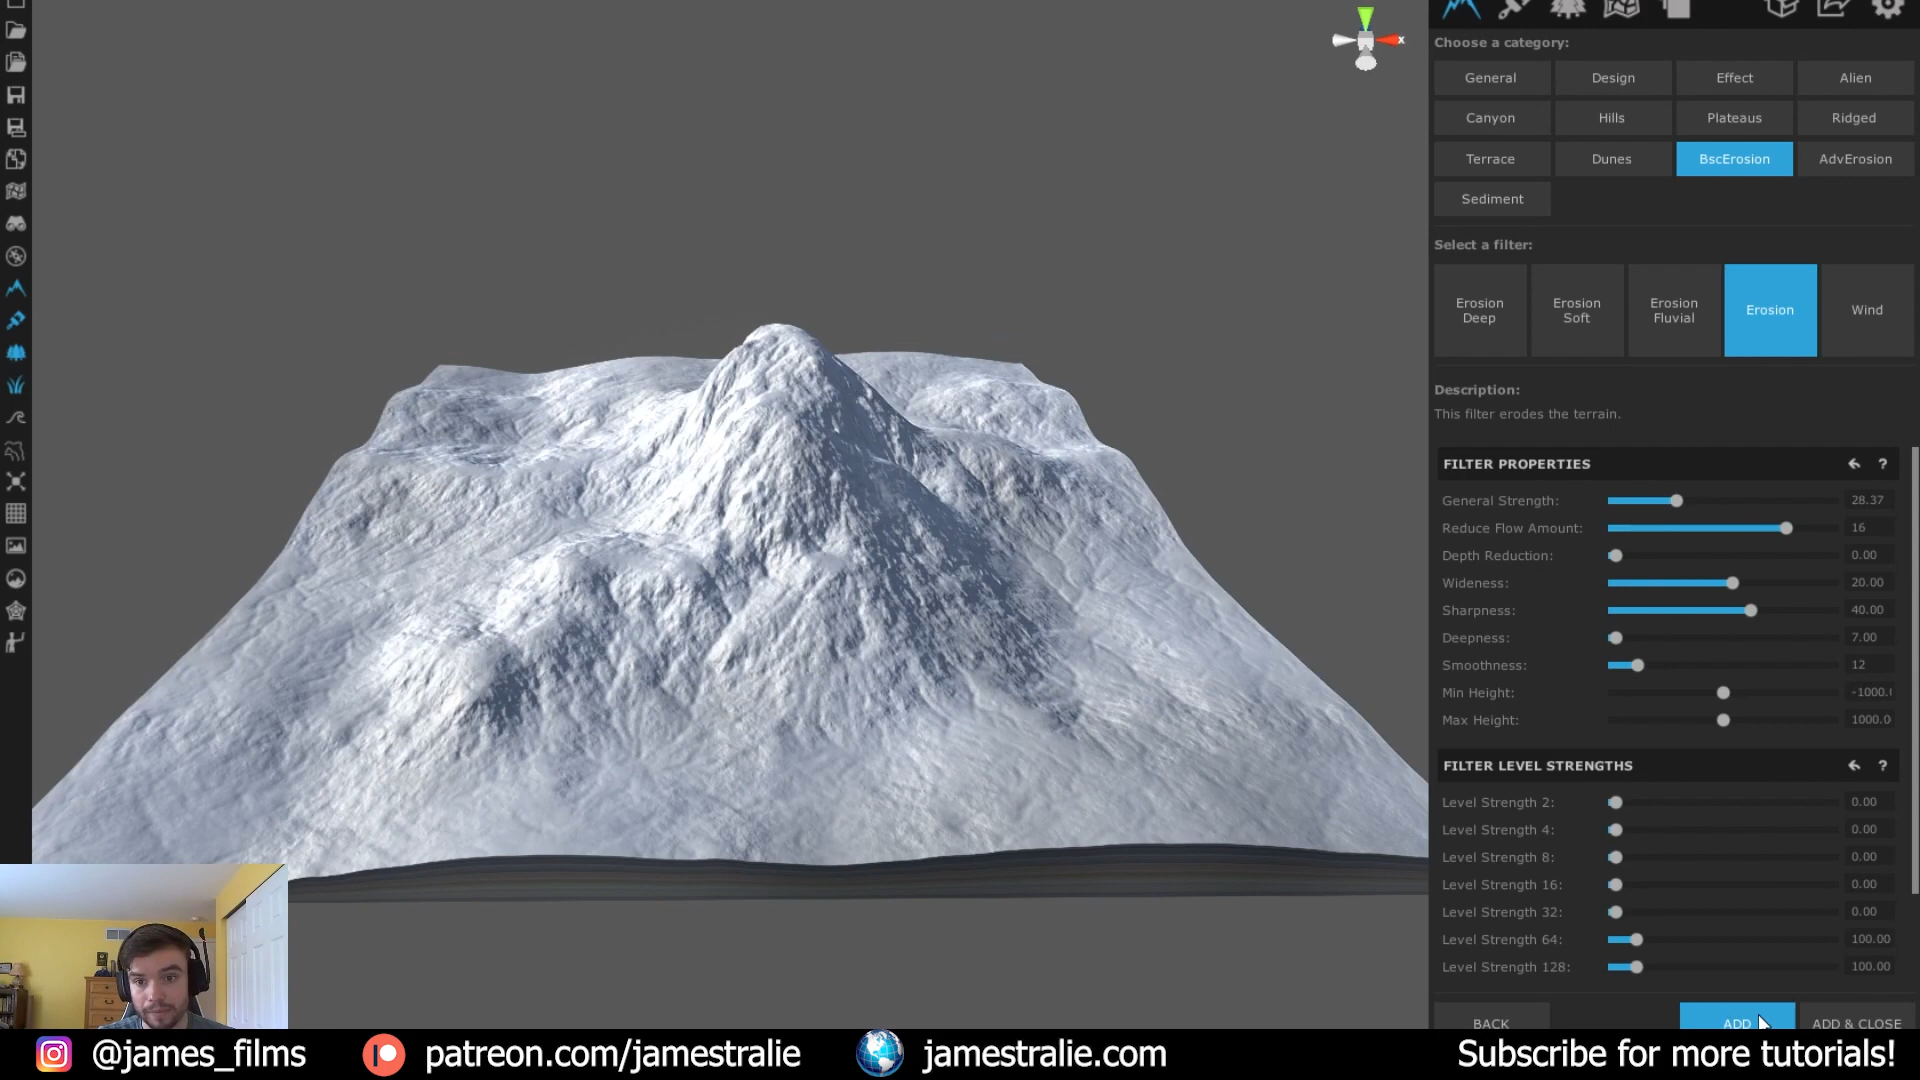 x
Choose a category:
General Design Effect Alien
Canyon Hills Plateaus Ridged
Terrace Dunes BscErosion AdvErosion
Sediment
Select a filter:
Erosion Deep
Erosion Soft
Erosion Fluvial
Erosion
Wind
Description:
This filter erodes the terrain.
FILTER PROPERTIES ?
General Strength: 28.37
Reduce Flow Amount: 16
Depth Reduction: 0.00
Wideness: 20.00
Sharpness: 40.00
Deepness: 7.00
Smoothness: 12
Min Height: -1000.
Max Height: 1000.0
FILTER LEVEL STRENGTHS ?
Level Strength 2: 0.00
Level Strength 4: 0.00
Level Strength 8: 0.00
Level Strength 16: 0.00
Level Strength 32: 0.00
Level Strength 64: 100.00
Level Strength 128: 100.00
BACK ADD ADD & CLOSE
@james_films patreon.com/jamestralie jamestralie.com Subscribe for more tutorials!